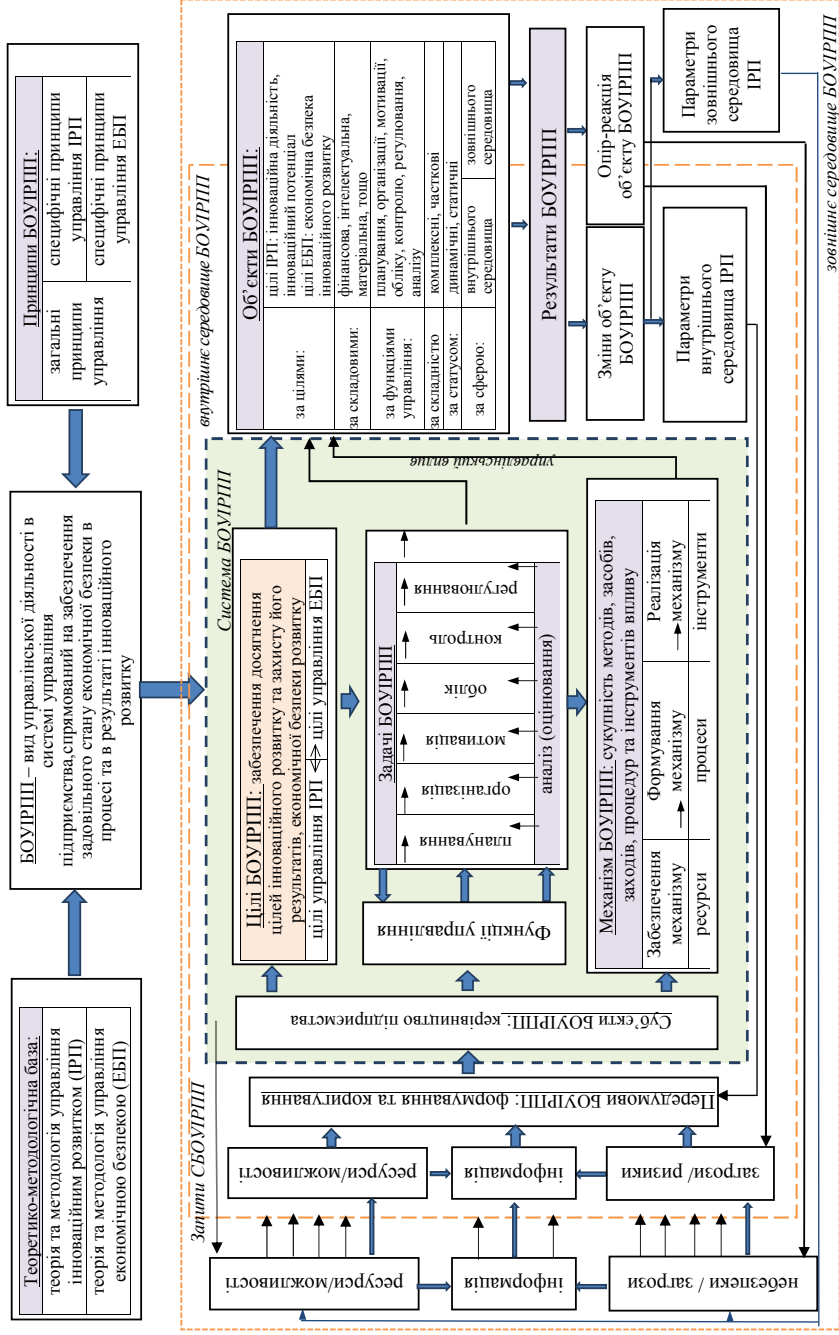 Теоретико-методологічна база:
теорія та методологія управління
інноваційним розвитком (ІРП)
теорія та методологія управління
економічною безпекою (ЕБП)
БОУІРПП – вид управлінської діяльності в
системі управління
підприємства,спрямований на забезпечення
задовільного стану економічної безпеки в
процесі та в результаті інноваційного
розвитку
Принципи БОУІРПП:
загальні
принципи
управління
специфічні принципи
управління ІРП
специфічні принципи
управління ЕБП
Запити СБОУІРПП
внутрішнє середовище БОУІРПП
зовнішнє середовище БОУІРПП
ресурси/можливості
інформація
небезпеки / загрози
ресурси/можливості
інформація
загрози/ ризики
Передумови БОУІРПП: формування та коригування
Система БОУІРПП
Суб’єкти БОУІРПП: керівництво підприємства
Цілі БОУІРПП: забезпечення досягнення
цілей інноваційного розвитку та захисту його
результатів, економічної безпеки розвитку
цілі управління ІРП
цілі управління ЕБП
Функції управління
Задачі БОУІРПП
планування
організація
мотивація
облік
контроль
регулювання
аналіз (оцінювання)
Механізм БОУІРПП: сукупність методів, засобів,
заходів, процедур та інструментів впливу
Забезпечення
механізму
Формування
механізму
Реалізація
механізму
ресурси
процеси
інструменти
управлінський вплив
Об’єкти БОУІРПП:
за цілями:
цілі ІРП: інноваційна діяльність,
інноваційний потенціал
цілі ЕБП: економічна безпека
інноваційного розвитку
за складовими:
фінансова, інтелектуальна,
матеріальна, тощо
за функціями
управління:
планування, організації, мотивації,
обліку, контролю, регулювання,
аналізу
за складністю
комплексні, часткові
за статусом:
динамічні, статичні
за сферою:
внутрішнього
середовища
зовнішнього
середовища
Результати БОУІРПП
Зміни об’єкту
БОУІРПП
Опір-реакція
об’єкту БОУІРПП
Параметри
внутрішнього
середовища ІРП
Параметри
зовнішнього
середовища
ІРП